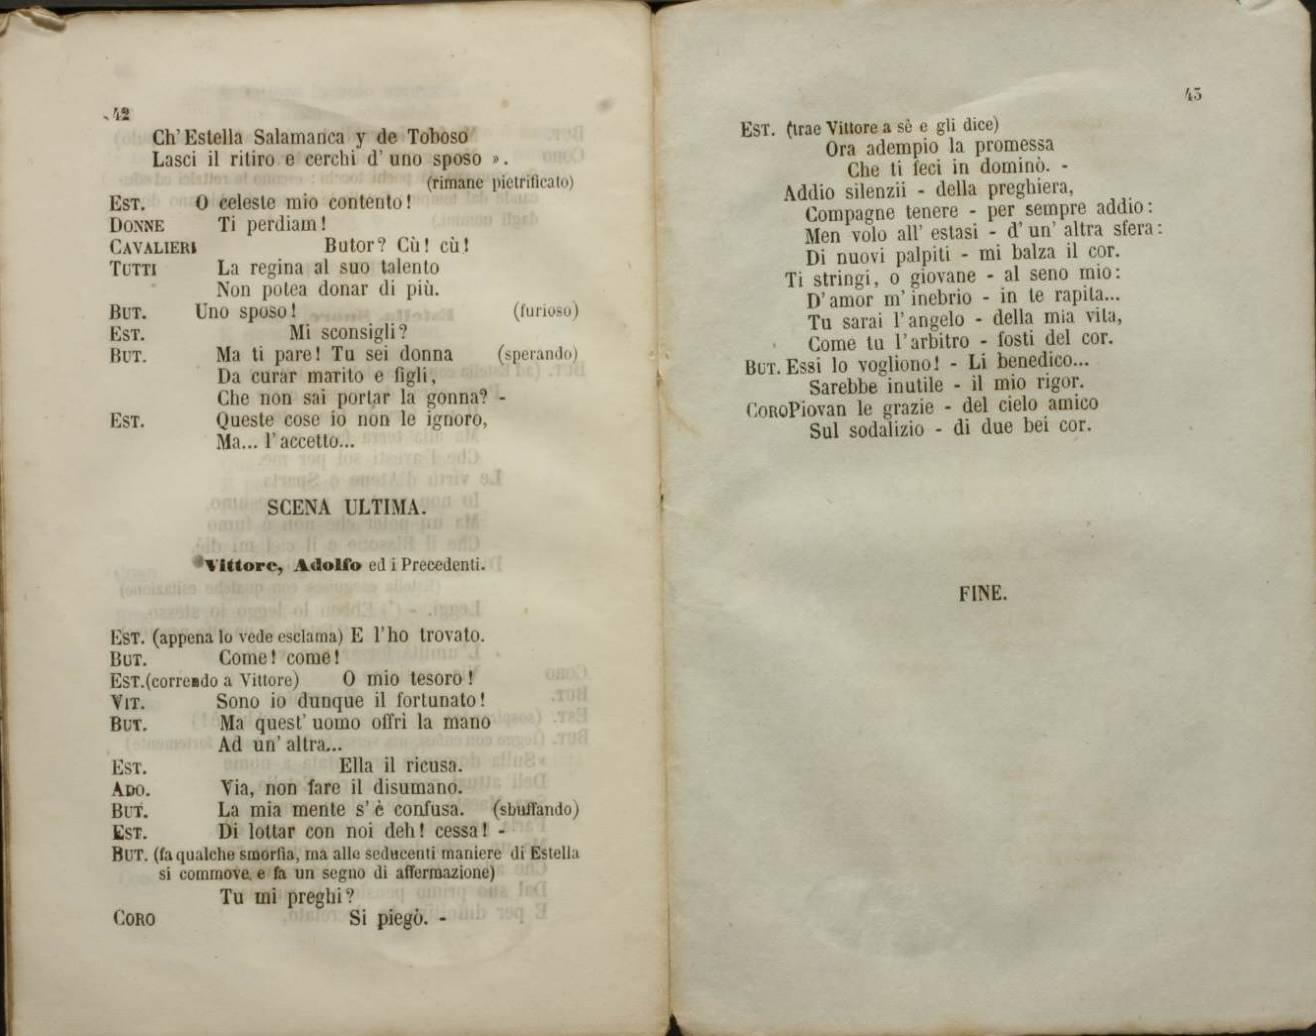 42
Ch' Estella Salamanca y de Toboso
Lasci il ritiro e cerchi d' uno sposo ».
(rimane pietrificato)
EST. O celeste mio contento!
DONNE Ti perdiam!
CAVALIERI Butor? Cù! cù!
TUTTI La regina al suo talento
Non potea donar di più.
BUT. Uno sposo! (furioso)
EST. Mi sconsigli?
BUT. Ma ti pare! Tu sei donna (sperando)
Da curar marito e figli,
Che non sai portar la gonna? -
EST. Queste cose io non le ignoro,
Ma... l' accetto...
SCENA ULTIMA.
Vittore, Adolfo ed i Precedenti.
EST. (appena lo vede esclama) E l'ho trovato.
BUT. Come! come!
EST. (correndo a Vittore) O mio tesoro!
VIT. Sono io dunque il fortunato!
BUT. Ma quest' uomo offrì la mano
Ad un' altra...
EST. Ella il ricusa.
ADO. Via, non fare il disumano.
BUT. La mia mente s' è confusa. (sbuffando)
EST. Di lottar con noi deh! cessa! -
BUT. (fa qualche smorfia, ma alle seducenti maniere di Estella
si commove e fa un segno di affermazione)
Tu mi preghi?
CORO Si piegò. -
43
EST. (trae Vittore a sè e gli dice)
Ora adempio la promessa
Che ti feci in dominò. -
Addio silenzii - della preghiera,
Compagne tenere - per sempre addio:
Men volo all' estasi - d' un' altra sfera:
Di nuovi palpiti - mi balza il cor.
Ti stringi, o giovane - al seno mio:
D' amor m' inebrio - in te rapita...
Tu sarai l' angelo - della mia vita,
Come tu l' arbitro - fosti del cor.
BUT. Essi lo vogliono! - Li benedico...
Sarebbe inutile - il mio rigor.
CORO Piovan le grazie - del cielo amico
Sul sodalizio - di due bei cor.
FINE.